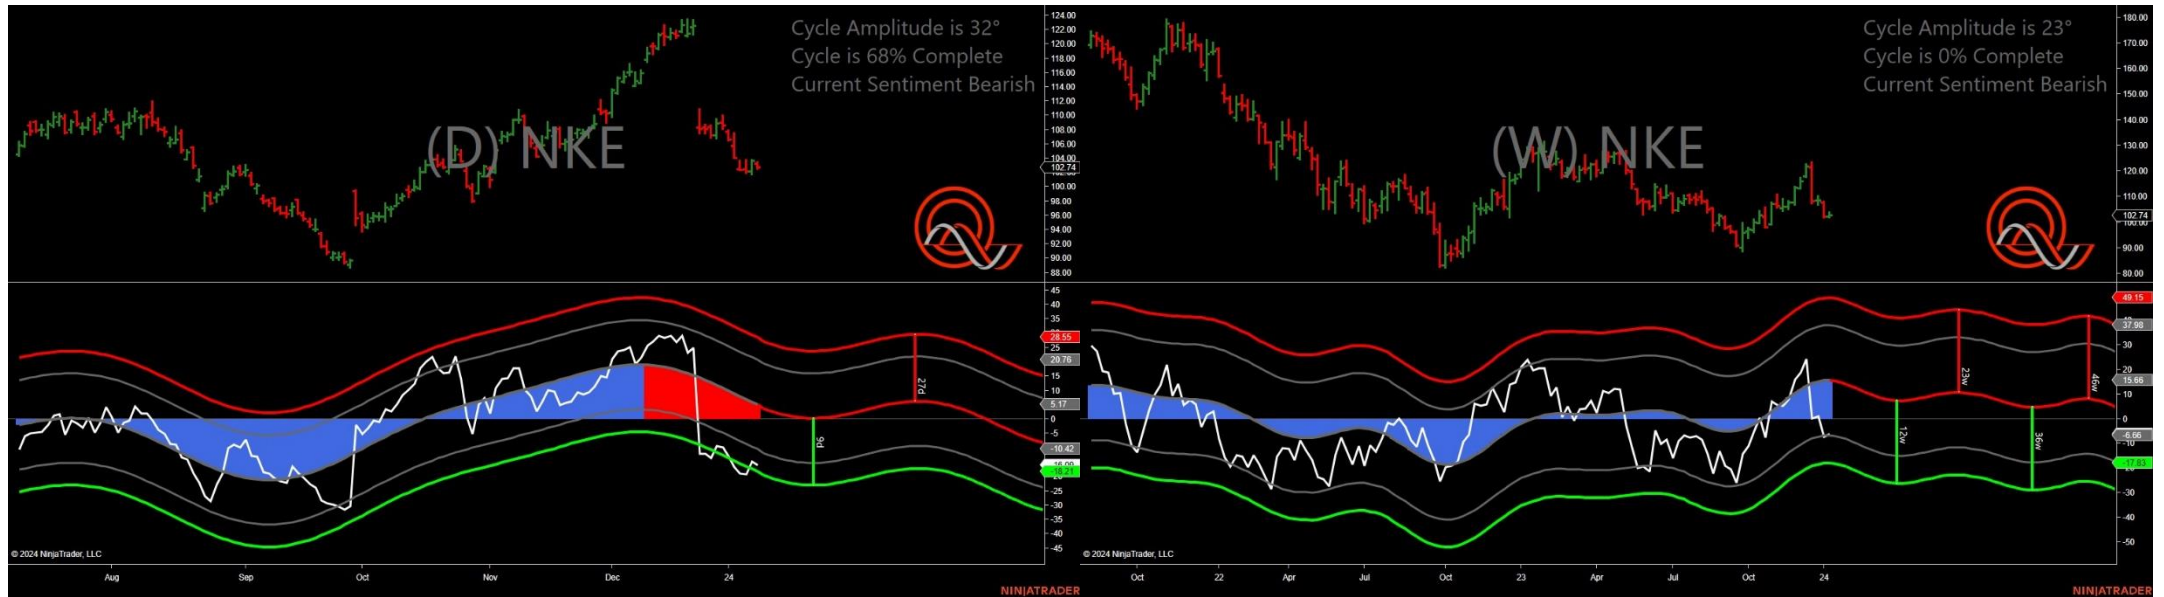 Cycle Amplitude is 32°
Cycle is 68% Complete
Current Sentiment Bearish
(D) NKE
124.00
122.00
120.00
118.00
116.00
114.00
112.00
110.00
108.00
106.00
104.00
102.74
100.00
98.00
96.00
94.00
92.00
90.00
88.00
45
40
35
28.55
25
20.76
15
10
5.17
0
-5
-10.42
-18.21
-25
-30
-35
-40
-45
27d
9d
© 2024 NinjaTrader, LLC
Aug
Sep
Oct
Nov
Dec
24
NINJATRADER
Cycle Amplitude is 23°
Cycle is 0% Complete
Current Sentiment Bearish
(W) NKE
180.00
170.00
160.00
150.00
140.00
130.00
120.00
110.00
102.74
100.00
90.00
80.00
49.15
37.98
30
20
15.66
10
0
-6.66
-10
-17.83
-30
-40
-50
23w
46w
12w
36w
© 2024 NinjaTrader, LLC
Oct
22
Apr
Jul
Oct
23
Apr
Jul
Oct
24
NINJATRADER